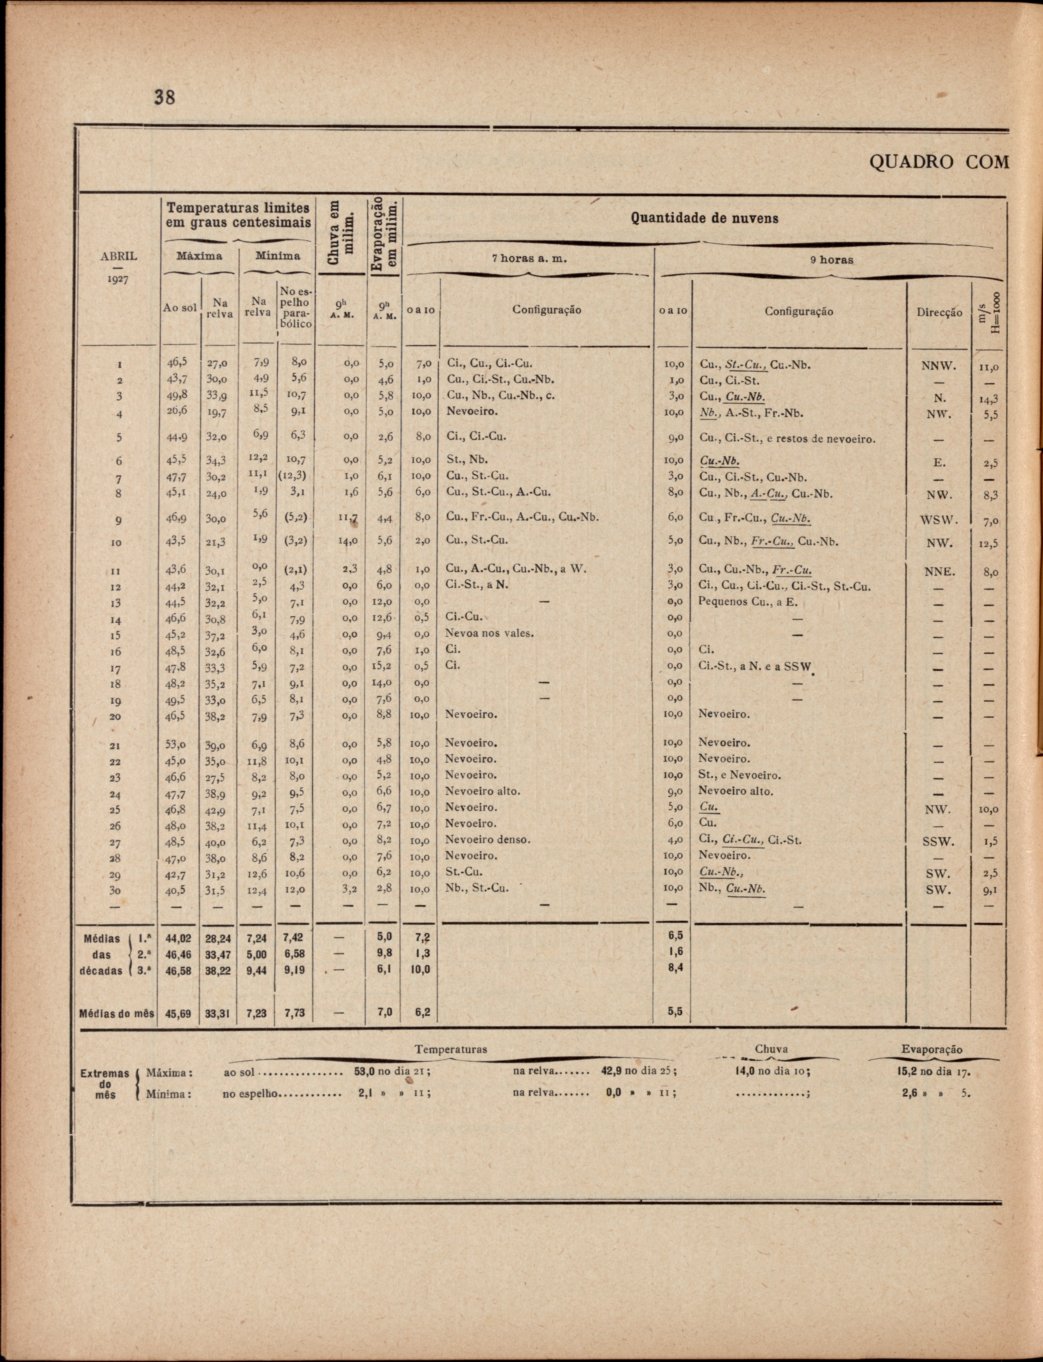 38
QUADRO COM
ABRIL — 1927
Temperaturas limites em graus centesimais
Chuva em milim.
Evaporação em milim.
Quantidade de nuvens
Máxima Mínima
7 horas a. m. 9 horas
Ao sol Na relva Na relva No espelho parabólico 9h A. M. 9h A. M. 0 a 10 Configuração 0 a 10 Configuração Direcção m/s H=1000
1 46,5 27,0 7,9 8,0 0,0 5,0 7,0 Ci., Cu., Ci.-Cu. 10,0 Cu., St.-Cu., Cu.-Nb. NNW. 11,0
2 43,7 30,0 4,9 5,6 0,0 4,6 1,0 Cu., Ci.-St., Cu.-Nb. 1,0 Cu., Ci.-St. — —
3 49,8 33,9 11,5 10,7 0,0 5,8 10,0 Cu., Nb., Cu.-Nb., c. 3,0 Cu., Cu.-Nb. N. 14,3
4 26,6 19,7 8,5 9,1 0,0 5,0 10,0 Nevoeiro. 10,0 Nb., A.-St., Fr.-Nb. NW. 5,5
5 44,9 32,0 6,9 6,3 0,0 2,6 8,0 Ci., Ci.-Cu. 9,0 Cu., Ci.-St., e restos de nevoeiro. — —
6 45,5 34,3 12,2 10,7 0,0 5,2 10,0 St., Nb. 10,0 Cu.-Nb. E. 2,5
7 47,7 30,2 11,1 (12,3) 1,0 6,1 10,0 Cu., St.-Cu. 3,0 Cu., Ci.-St., Cu.-Nb. — —
8 45,1 24,0 1,9 3,1 1,6 5,6 6,0 Cu., St.-Cu., A.-Cu. 8,0 Cu., Nb., A.-Cu., Cu.-Nb. NW. 8,3
9 46,9 30,0 5,6 (5,2) 11,7 4,4 8,0 Cu., Fr.-Cu., A.-Cu., Cu.-Nb. 6,0 Cu., Fr.-Cu., Cu.-Nb. WSW. 7,0
10 43,5 21,3 1,9 (3,2) 14,0 5,6 2,0 Cu., St.-Cu. 5,0 Cu., Nb., Fr.-Cu., Cu.-Nb. NW. 12,5
11 43,6 30,1 0,0 (2,1) 2,3 4,8 1,0 Cu., A.-Cu., Cu.-Nb., a W. 3,0 Cu., Cu.-Nb., Fr.-Cu. NNE. 8,0
12 44,2 32,1 2,5 4,3 0,0 6,0 0,0 Ci.-St., a N. 3,0 Ci., Cu., Ci.-Cu., Ci.-St., St.-Cu. — —
13 44,5 32,2 5,0 7,1 0,0 12,0 0,0 — 0,0 Pequenos Cu., a E. — —
14 46,6 30,8 6,1 7,9 0,0 12,6 0,5 Ci.-Cu. 0,0 — — —
15 45,2 37,2 3,0 4,6 0,0 9,4 0,0 Nevoa nos vales. 0,0 — — —
16 48,5 32,6 6,0 8,1 0,0 7,6 1,0 Ci. 0,0 Ci. — —
17 47,8 33,3 5,9 7,2 0,0 15,2 0,5 Ci. 0,0 Ci.-St., a N. e a SSW. — —
18 48,2 35,2 7,1 9,1 0,0 14,0 0,0 — 0,0 — — —
19 49,5 33,0 6,5 8,1 0,0 7,6 0,0 — 0,0 — — —
20 46,5 38,2 7,9 7,3 0,0 8,8 10,0 Nevoeiro. 10,0 Nevoeiro. — —
21 53,0 39,0 6,9 8,6 0,0 5,8 10,0 Nevoeiro. 10,0 Nevoeiro. — —
22 45,0 35,0 11,8 10,1 0,0 4,8 10,0 Nevoeiro. 10,0 Nevoeiro. — —
23 46,6 27,5 8,2 8,0 0,0 5,2 10,0 Nevoeiro. 10,0 St., e Nevoeiro. — —
24 47,7 38,9 9,2 9,5 0,0 6,6 10,0 Nevoeiro alto. 9,0 Nevoeiro alto. — —
25 46,8 42,9 7,1 7,5 0,0 6,7 10,0 Nevoeiro. 5,0 Cu. NW. 10,0
26 48,0 38,2 11,4 10,1 0,0 7,2 10,0 Nevoeiro. 6,0 Cu. — —
27 48,5 40,0 6,2 7,3 0,0 8,2 10,0 Nevoeiro denso. 4,0 Ci., Ci.-Cu., Ci.-St. SSW. 1,5
28 47,0 38,0 8,6 8,2 0,0 7,6 10,0 Nevoeiro. 10,0 Nevoeiro. — —
29 42,7 31,2 12,6 10,6 0,0 6,2 10,0 St.-Cu. 10,0 Cu.-Nb., SW. 2,5
30 40,5 31,5 12,4 12,0 3,2 2,8 10,0 Nb., St.-Cu. 10,0 Nb., Cu.-Nb. SW. 9,1
— — — — — — — — — — — — —
Médias 1.ª 44,02 28,24 7,24 7,42 — 5,0 7,2 6,5
das 2.ª 46,46 33,47 5,00 6,58 — 9,8 1,3 1,6
décadas 3.ª 46,58 38,22 9,44 9,19 — 6,1 10,0 8,4
Médias do mês 45,69 33,31 7,23 7,73 — 7,0 6,2 5,5
Temperaturas Chuva Evaporação
Extremas do mês
Máxima: ao sol ................ 53,0 no dia 21; na relva....... 42,9 no dia 25; 14,0 no dia 10; 15,2 no dia 17.
Mínima: no espelho............ 2,1 » » 11; na relva....... 0,0 » » 11; .............; 2,6 » » 5.